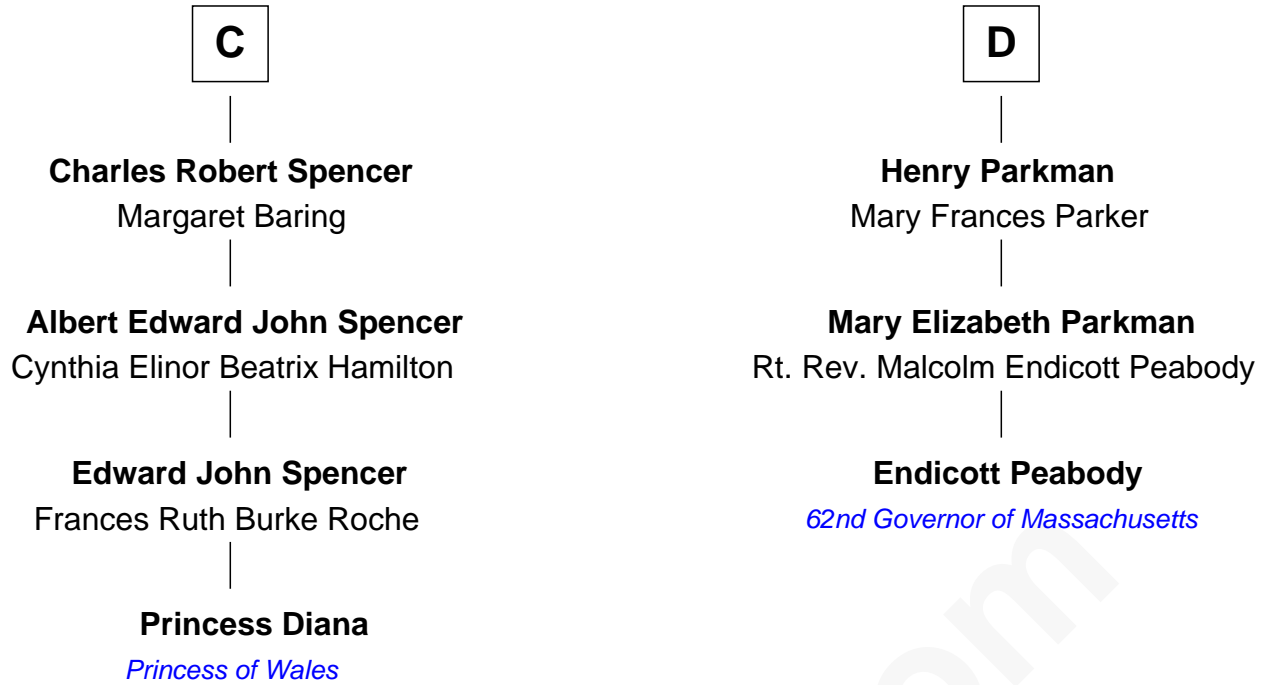 C
Charles Robert Spencer
Margaret Baring
Albert Edward John Spencer
Cynthia Elinor Beatrix Hamilton
Edward John Spencer
Frances Ruth Burke Roche
Princess Diana
Princess of Wales
D
Henry Parkman
Mary Frances Parker
Mary Elizabeth Parkman
Rt. Rev. Malcolm Endicott Peabody
Endicott Peabody
62nd Governor of Massachusetts
om